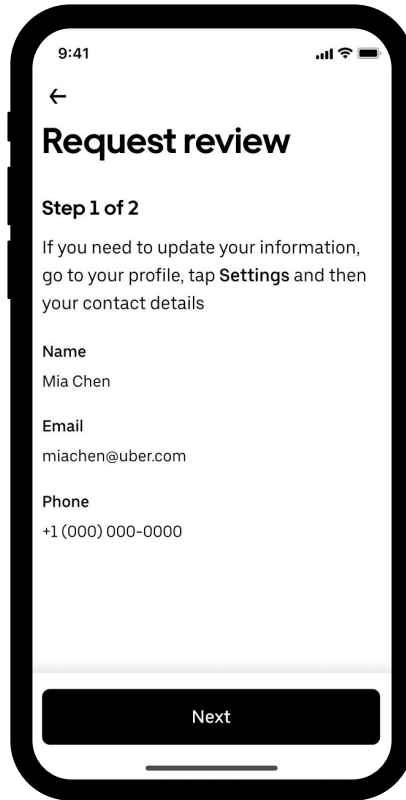 9:41
Request review
Step 1 of 2
If you need to update your information,
go to your profile, tap Settings and then
your contact details
Name
Mia Chen
Email
miachen@uber.com
Phone
+1 (000) 000-0000
Next